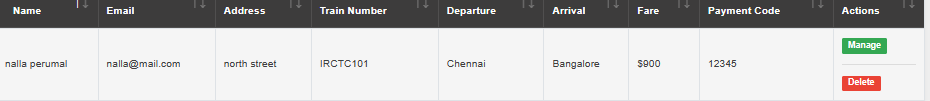 Name Email Address Train Number Departure Arrival Fare Payment Code Actions
nalla perumal nalla@mail.com north street IRCTC101 Chennai Bangalore $900 12345 Manage
Delete